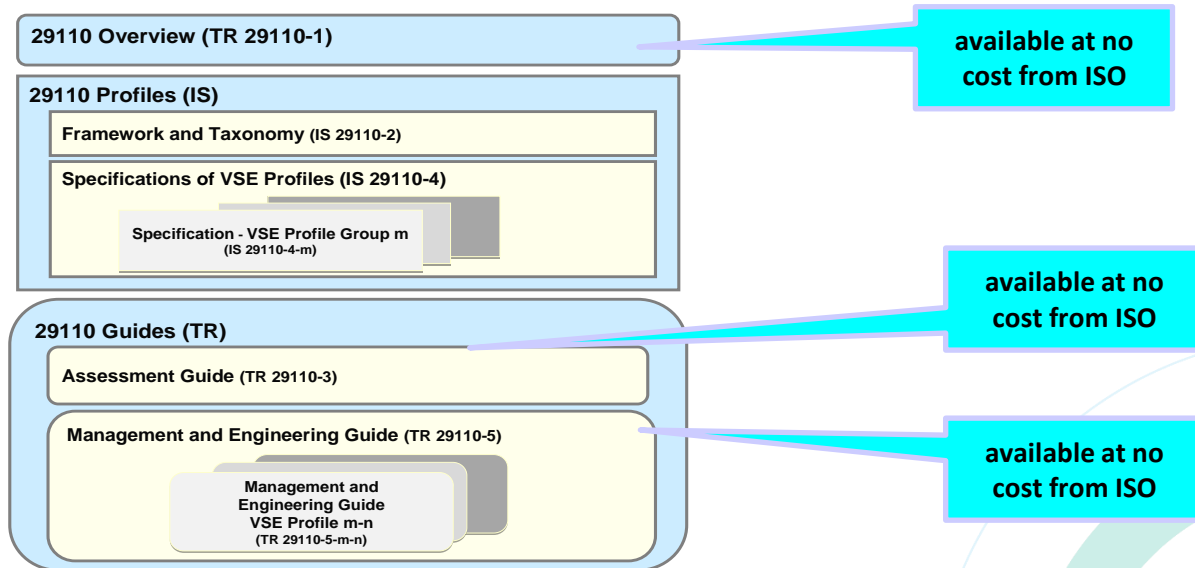 29110 Overview (TR 29110-1)
available at no
cost from ISO
29110 Profiles (IS)
Framework and Taxonomy (IS 29110-2)
Specifications of VSE Profiles (IS 29110-4)
Specification - VSE Profile Group m
(IS 29110-4-m)
available at no
cost from ISO
29110 Guides (TR)
Assessment Guide (TR 29110-3)
Management and Engineering Guide (TR 29110-5)
available at no
cost from ISO
Management and
Engineering Guide
VSE Profile m-n
(TR 29110-5-m-n)